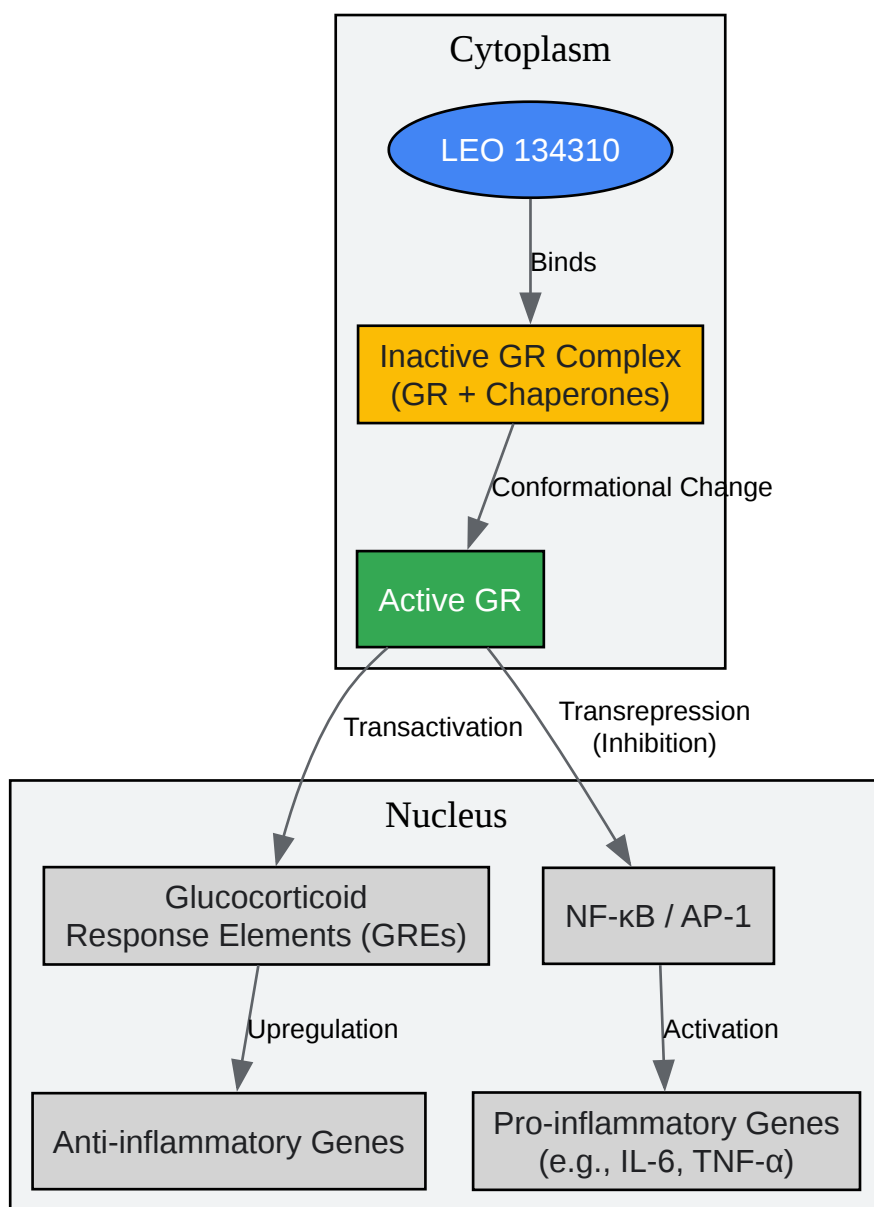 Cytoplasm
LEO 134310
Binds
Inactive GR Complex
(GR + Chaperones)
Conformational Change
Active GR
Transactivation
Transrepression
(Inhibition)
Nucleus
Glucocorticoid
Response Elements (GREs)
NF-κB / AP-1
Upregulation
Activation
Anti-inflammatory Genes
Pro-inflammatory Genes
(e.g., IL-6, TNF-α)